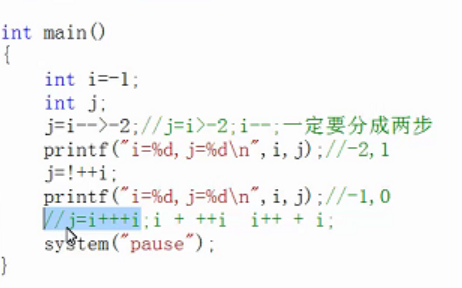 int main()
{
int i=-1;
int j;
j=i-->-2;//j=i>-2;i--;一定要分成两步
printf("i=%d,j=%d\n",i,j);//-2,1
j=!++i;
printf("i=%d,j=%d\n",i,j);//-1,0
//j=i+++i;i + ++i  i++ + i;
system("pause");
}